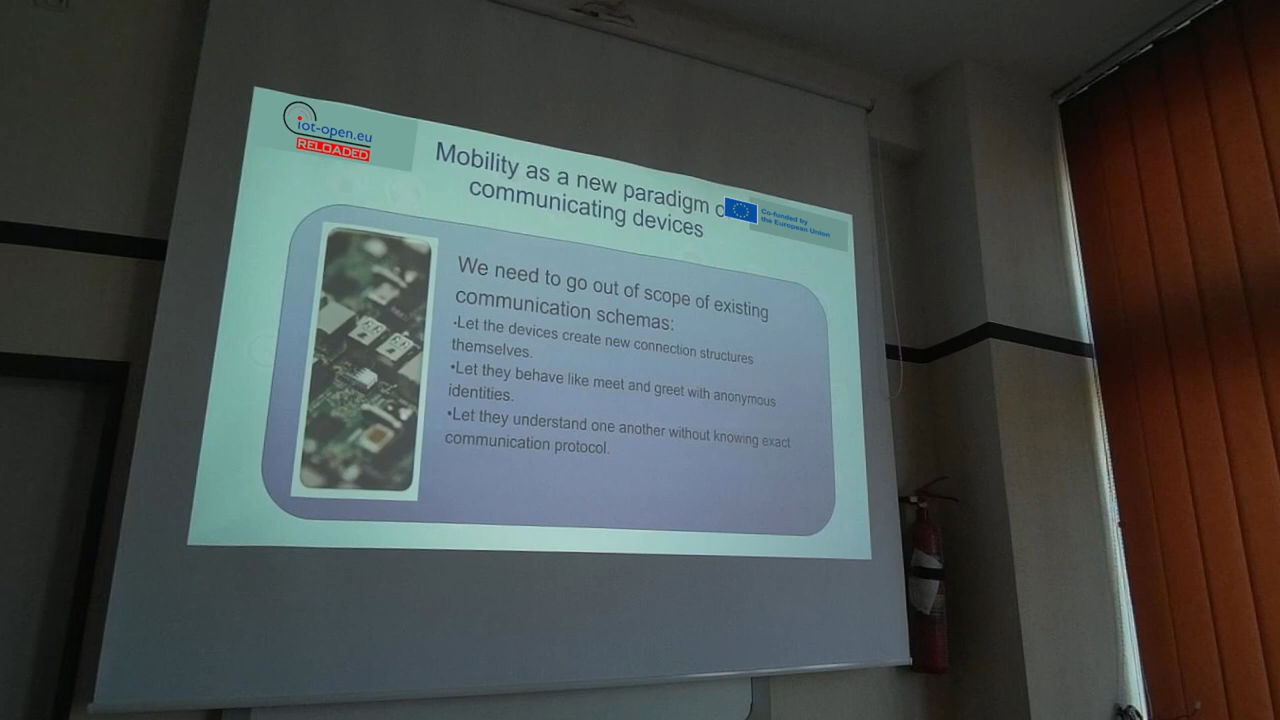 iot-open.eu
RELOADED
Mobility as a new paradigm
communicating devices
Co-funded by
the European Union
We need to go out of scope of existing
communication schemas:
•Let the devices create new connection structures
themselves.
•Let they behave like meet and greet with anonymous
identities.
•Let they understand one another without knowing exact
communication protocol.